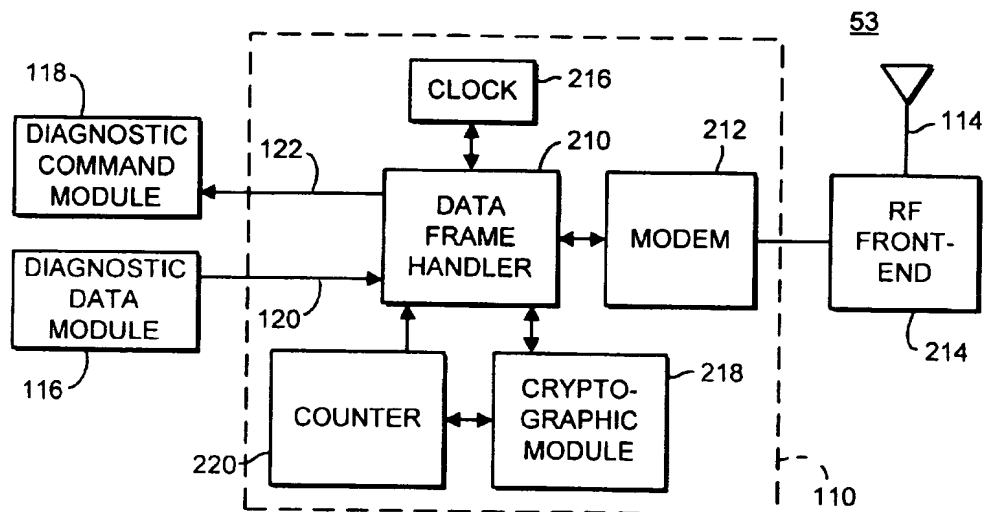 53
118
DIAGNOSTIC
COMMAND
MODULE
122
CLOCK
216
210
212
114
DATA
FRAME
HANDLER
MODEM
RF
FRONT-
END
DIAGNOSTIC
DATA
MODULE
120
116
214
COUNTER
220
CRYPTO-
GRAPHIC
MODULE
218
110